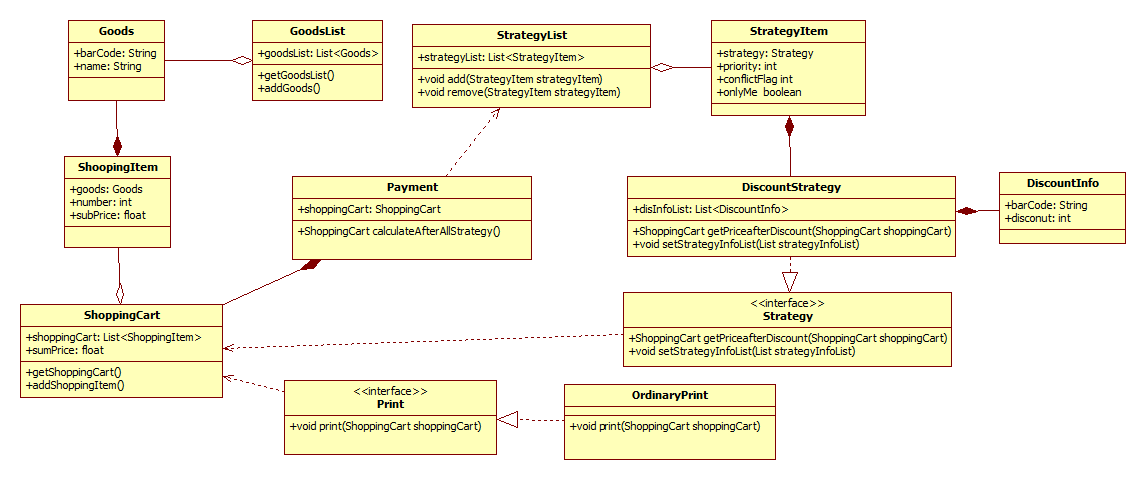 Goods
+barCode: String
+name: String
GoodsList
+goodsList: List<Goods>
+getGoodsList()
+addGoods()
StrategyList
+strategyList: List<StrategyItem>
+void add(StrategyItem strategyItem)
+void remove(StrategyItem strategyItem)
StrategyItem
+strategy: Strategy
+priority: int
+conflictFlag int
+onlyMe  boolean
ShoopingItem
+goods: Goods
+number: int
+subPrice: float
Payment
+shoppingCart: ShoppingCart
+ShoppingCart calculateAfterAllStrategy()
DiscountStrategy
+disInfoList: List<DiscountInfo>
+ShoppingCart getPriceafterDiscount(ShoppingCart shoppingCart)
+void setStrategyInfoList(List strategyInfoList)
DiscountInfo
+barCode: String
+disconut: int
ShoppingCart
+shoppingCart: List<ShoppingItem>
+sumPrice: float
+getShoppingCart()
+addShoppingItem()
<<interface>>
Strategy
+ShoppingCart getPriceafterDiscount(ShoppingCart shoppingCart)
+void setStrategyInfoList(List strategyInfoList)
<<interface>>
Print
+void print(ShoppingCart shoppingCart)
OrdinaryPrint
+void print(ShoppingCart shoppingCart)